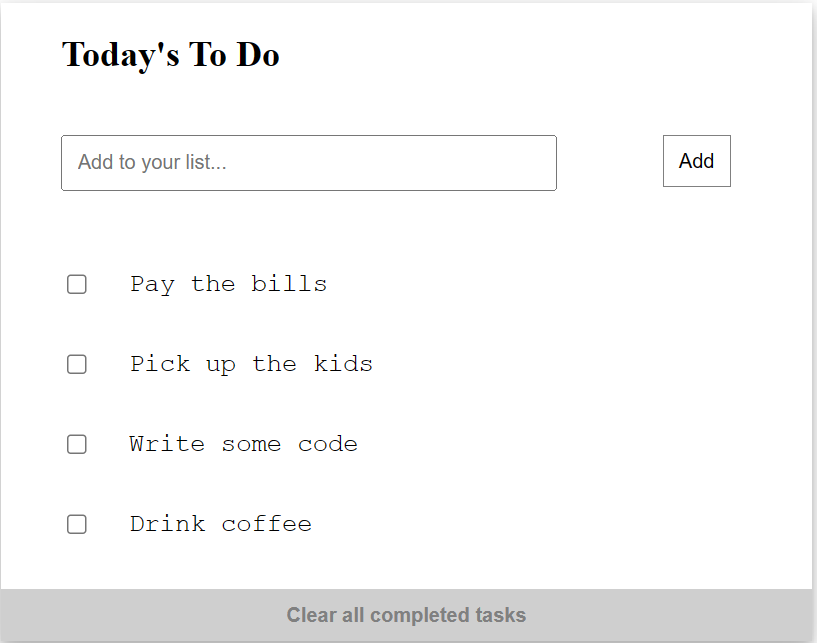 Today's To Do
Add to your list...
Add
Pay the bills
Pick up the kids
Write some code
Drink coffee
Clear all completed tasks